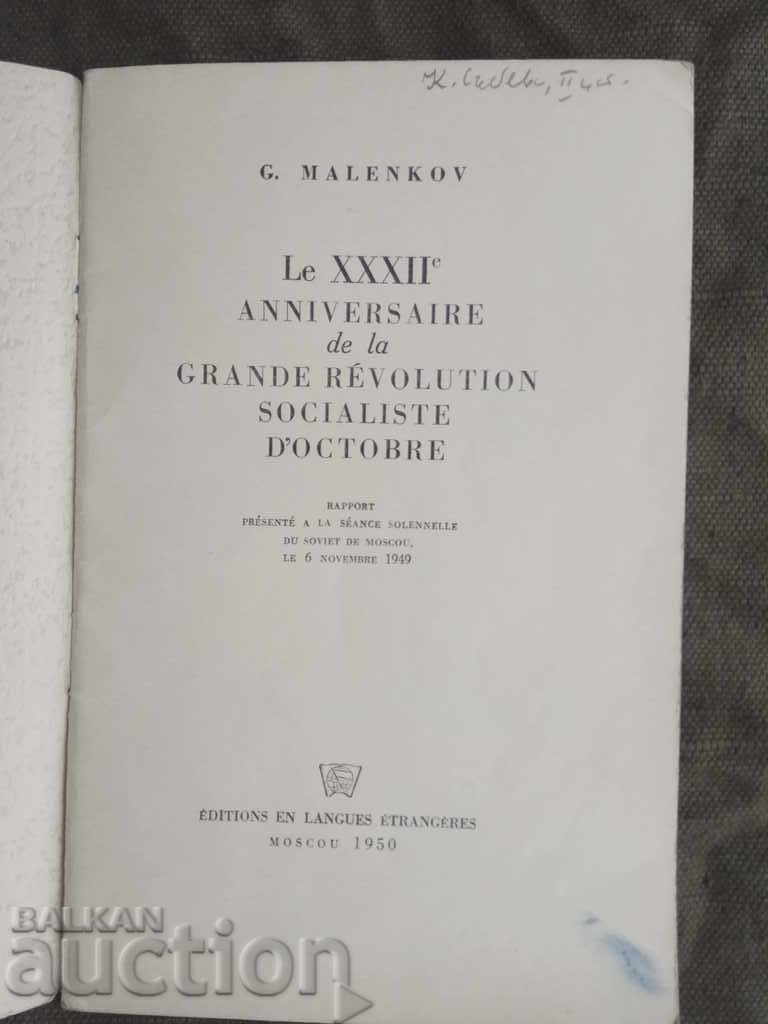 G. MALENKOV
Le XXXIIe
ANNIVERSAIRE
de la
GRANDE RÉVOLUTION
SOCIALISTE
D'OCTOBRE
RAPPORT
PRÉSENTÉ A LA SÉANCE SOLENNELLE
DU SOVIET DE MOSCOU,
LE 6 NOVEMBRE 1949
ÉDITIONS EN LANGUES ÉTRANGÈRES
MOSCOU 1950
BALKAN
auction